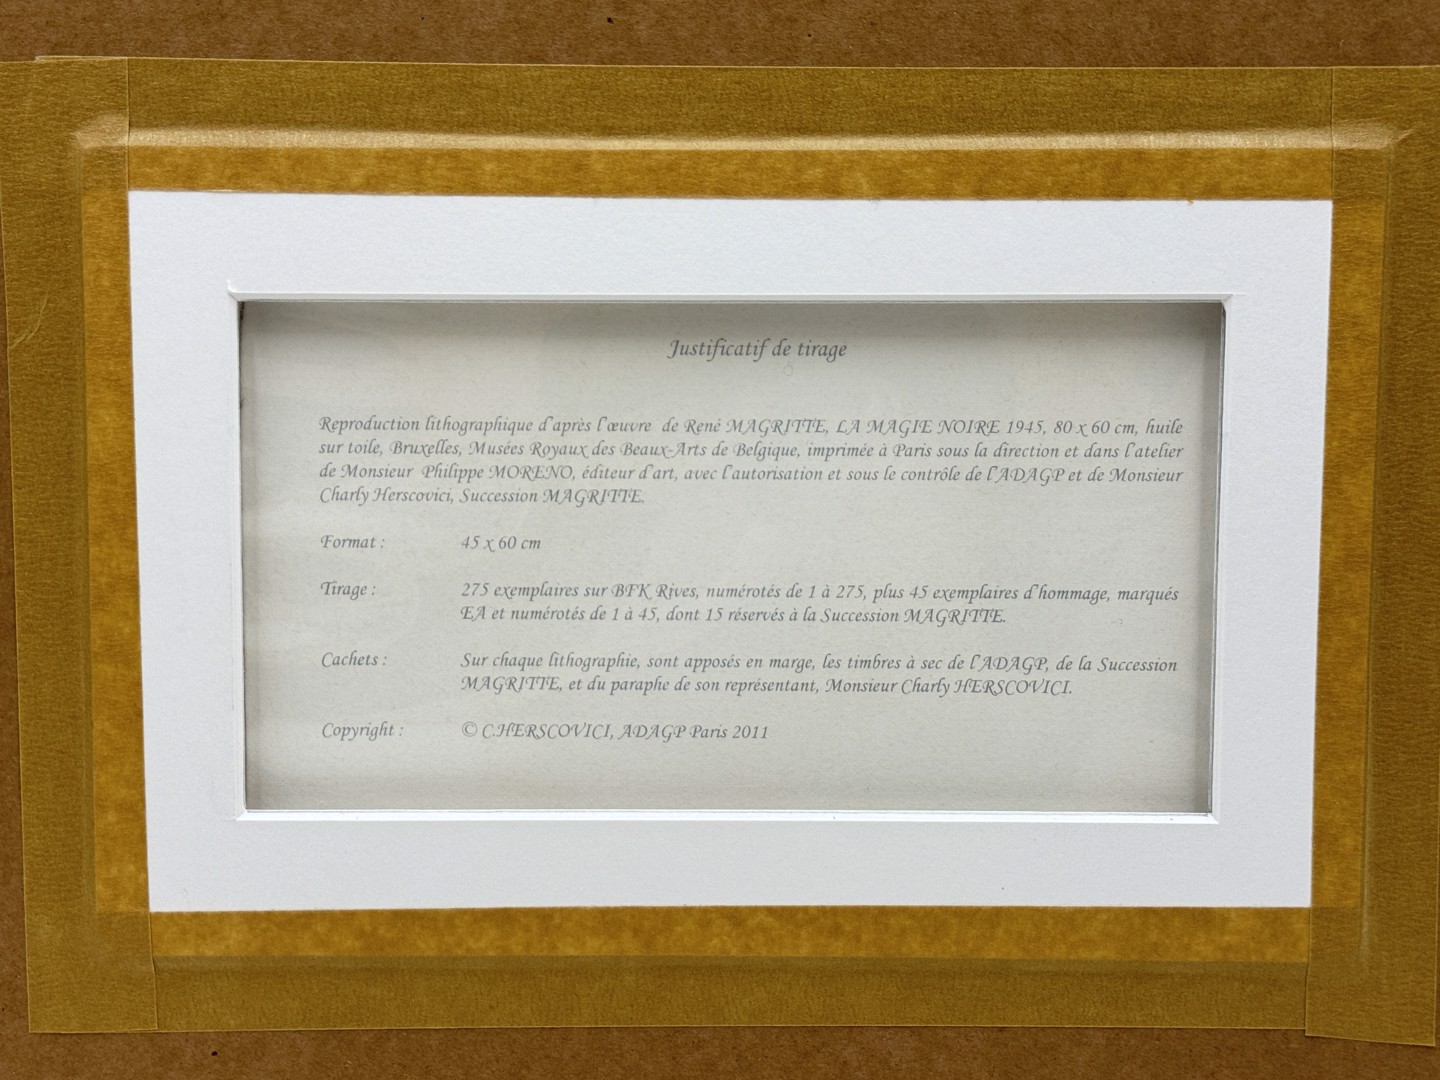 Justificatif de tirage
Reproduction lithographique d'après l'œuvre de René MAGRITTE, LA MAGIE NOIRE 1945, 80 x 60 cm, huile
sur toile, Bruxelles, Musées Royaux des Beaux-Arts de Belgique, imprimée à Paris sous la direction et dans l'atelier
de Monsieur Philippe MORENO, éditeur d'art, avec l'autorisation et sous le contrôle de l'ADAGP et de Monsieur
Charly Herscovici, Succession MAGRITTE.
Format : 45 x 60 cm
Tirage : 275 exemplaires sur BFK Rives, numérotés de 1 à 275, plus 45 exemplaires d'hommage, marqués
EA et numérotés de 1 à 45, dont 15 réservés à la Succession MAGRITTE.
Cachets : Sur chaque lithographie, sont apposés en marge, les timbres à sec de l'ADAGP, de la Succession
MAGRITTE, et du paraphe de son représentant, Monsieur Charly HERSCOVICI.
Copyright : © C.HERSCOVICI, ADAGP Paris 2011